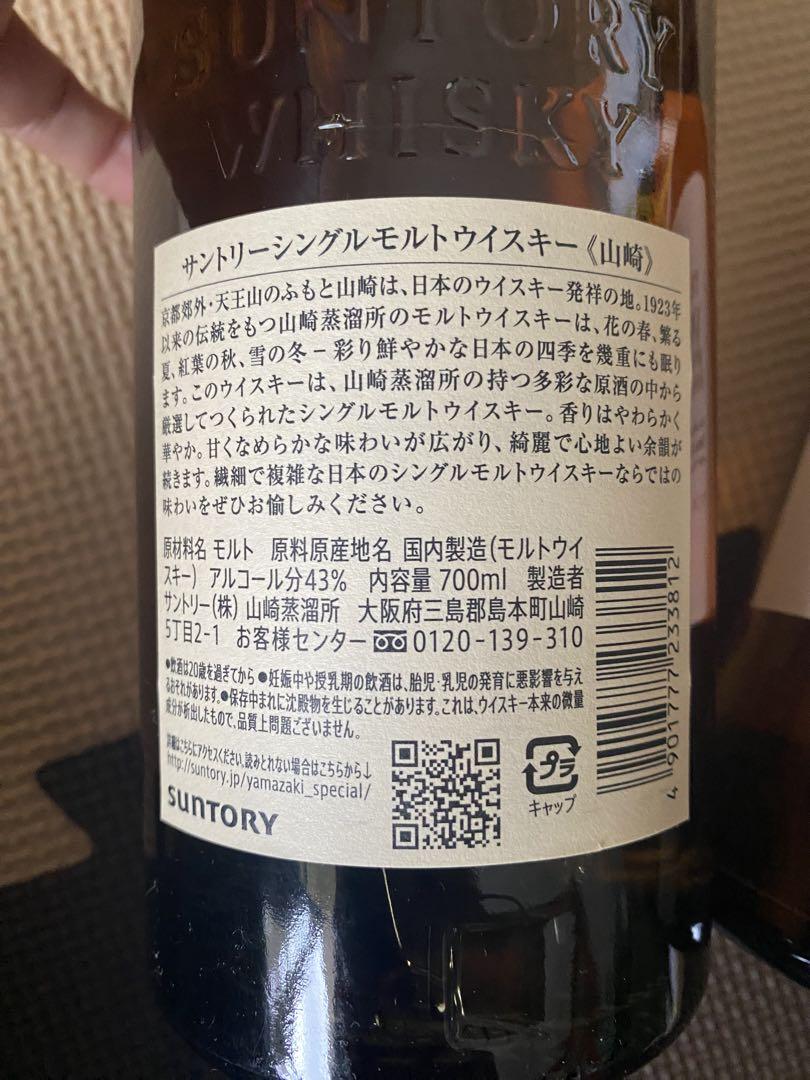 SUNTORY
WHISKY
サントリーシングルモルトウイスキー《山崎》
京都郊外・天王山のふもと山崎は、日本のウイスキー発祥の地。1923年
以来の伝統をもつ山崎蒸溜所のモルトウイスキーは、花の春、繁る
夏、紅葉の秋、雪の冬－彩り鮮やかな日本の四季を幾重にも眠り
ます。このウイスキーは、山崎蒸溜所の持つ多彩な原酒の中から
厳選してつくられたシングルモルトウイスキー。香りはやわらかく
華やか。甘くなめらかな味わいが広がり、綺麗で心地よい余韻が
続きます。繊細で複雑な日本のシングルモルトウイスキーならではの
味わいをぜひお愉しみください。
原材料名 モルト 原料原産地名 国内製造(モルトウイ
スキー) アルコール分43% 内容量 700ml 製造者
サントリー(株) 山崎蒸溜所 大阪府三島郡島本町山崎
5丁目2-1 お客様センター 0120-139-310
●飲酒は20歳を過ぎてから ●妊娠中や授乳期の飲酒は、胎児・乳児の発育に悪影響を与え
るおそれがあります。●保存中まれに沈殿物を生じることがあります。これは、ウイスキー本来の微量
成分が析出したもので、品質上問題ございません。
詳細はこちらにアクセスください。読みとれない場合はこちらから↓
http://suntory.jp/yamazaki_special/
SUNTORY
プラ
キャップ
4 901777 233812